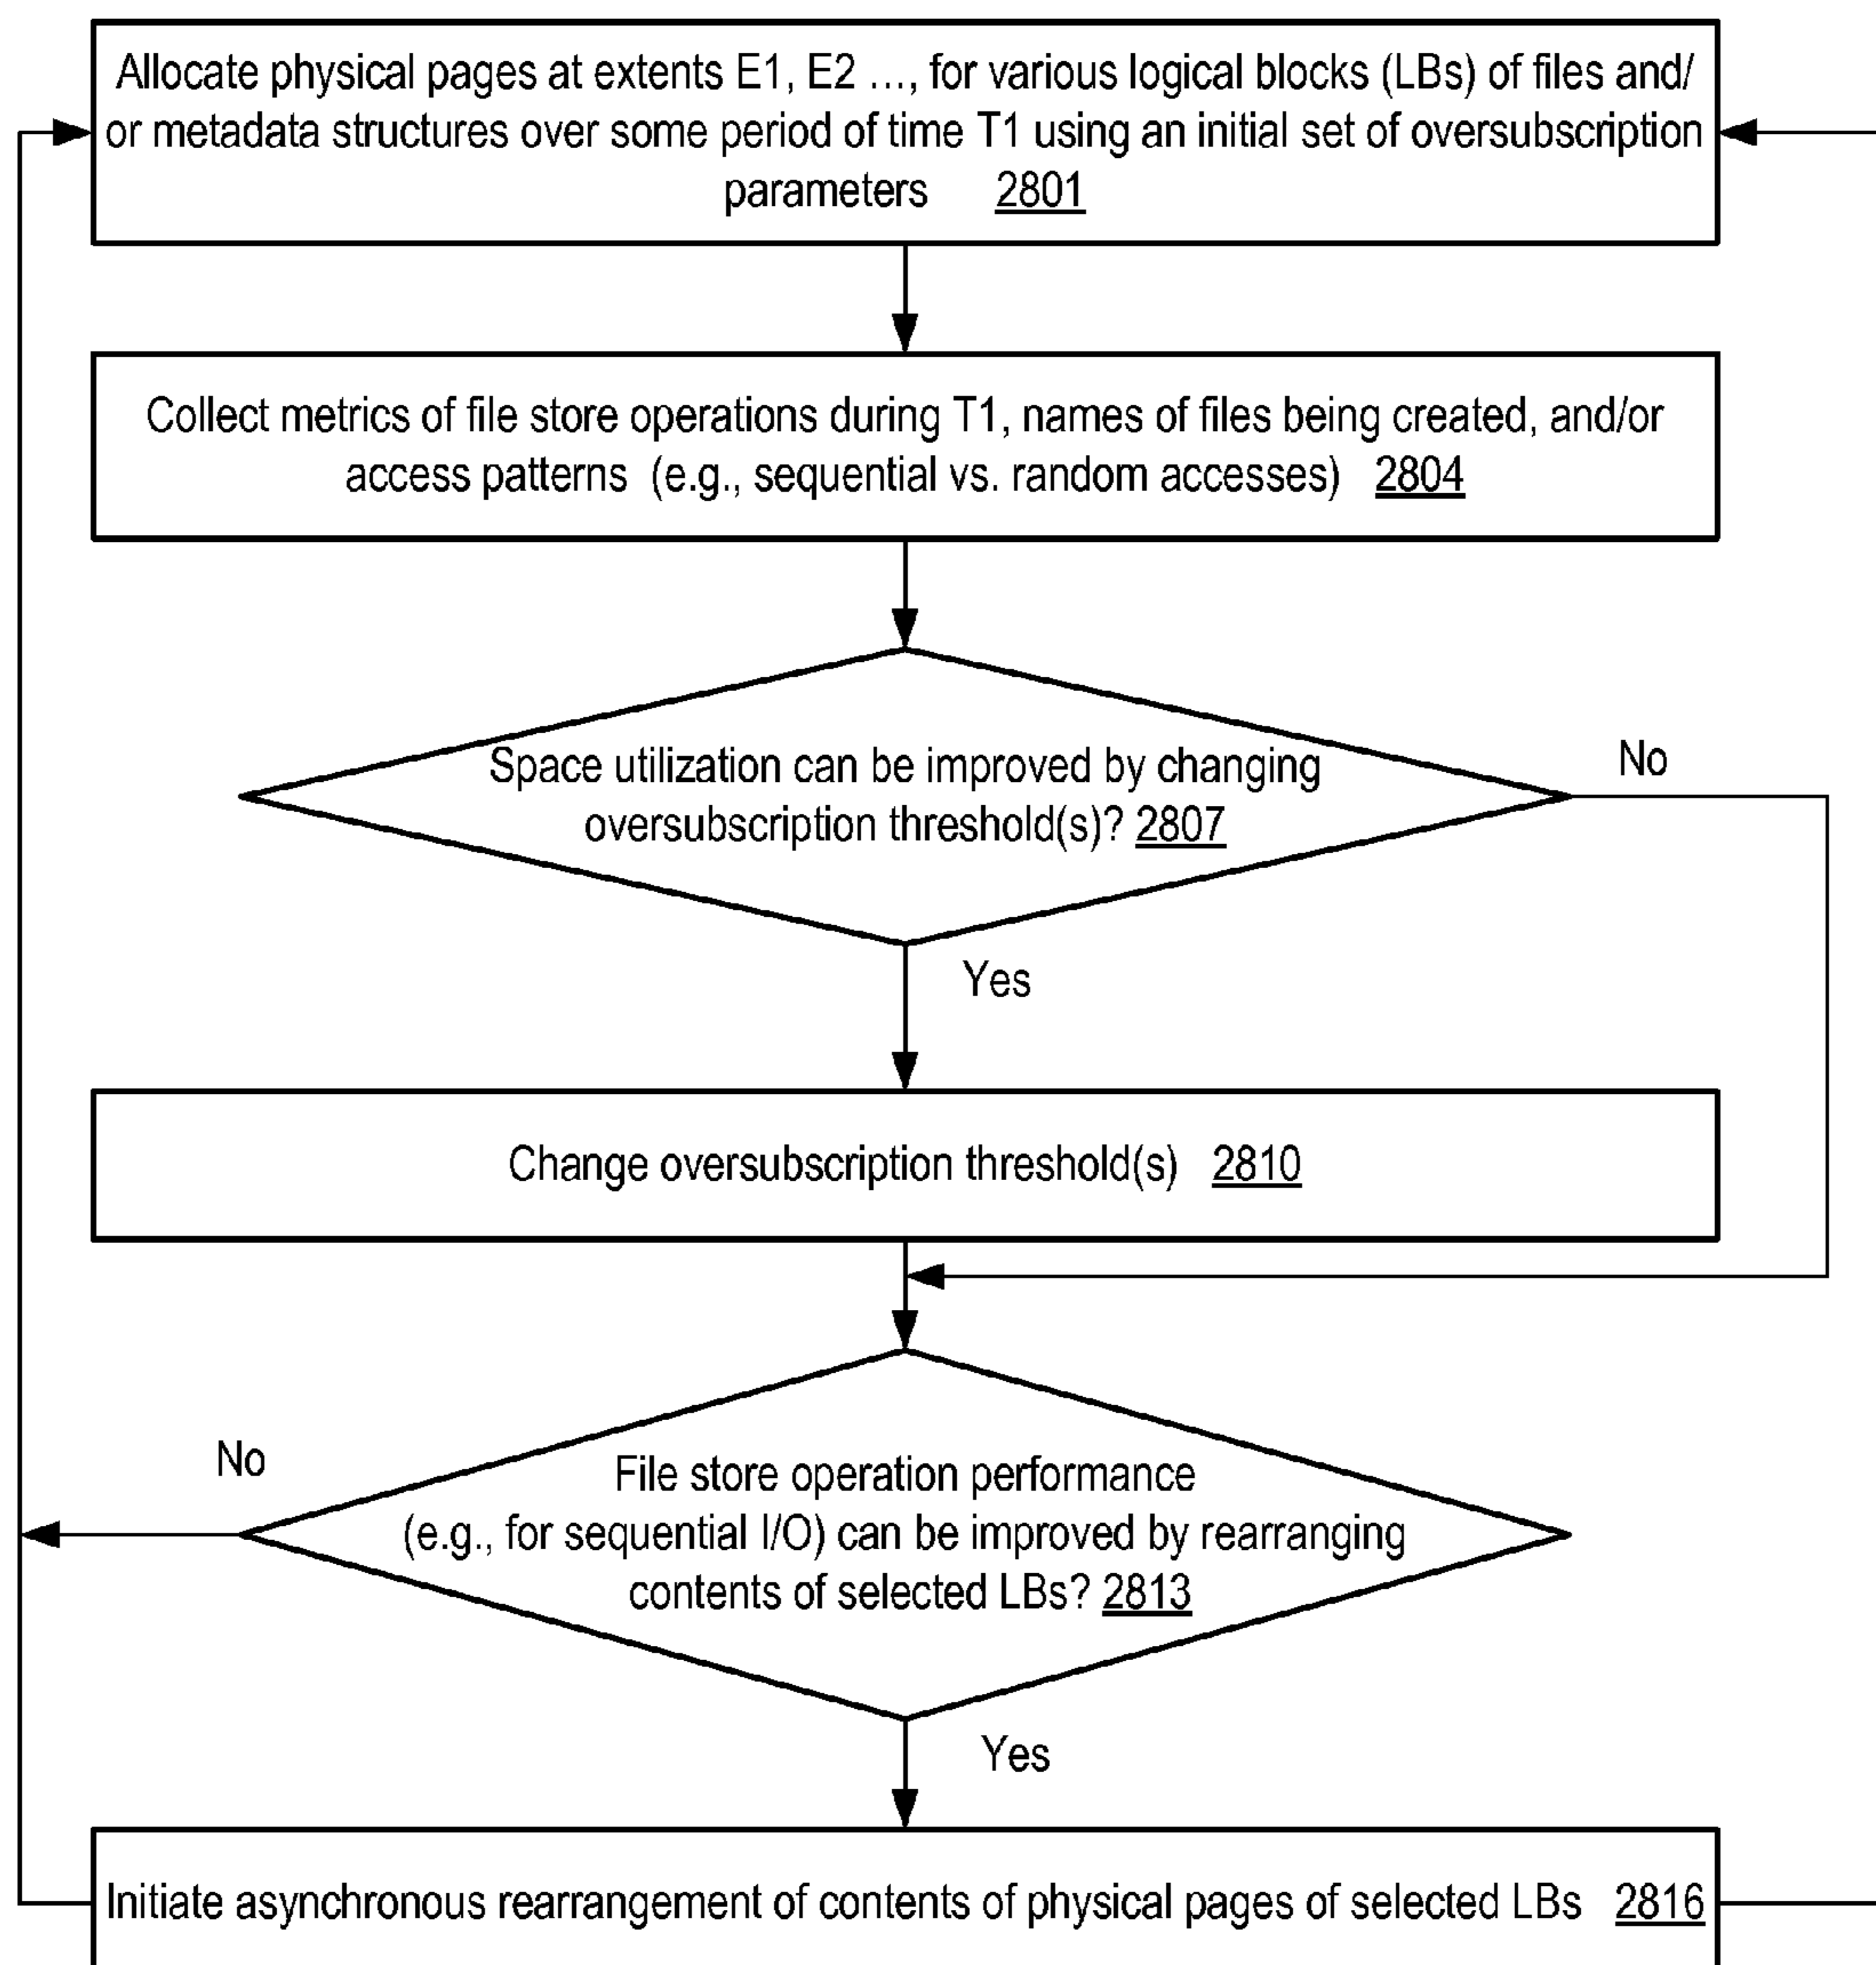 Allocate physical pages at extents E1, E2 ..., for various logical blocks (LBs) of files and/
or metadata structures over some period of time T1 using an initial set of oversubscription
parameters 2801
Collect metrics of file store operations during T1, names of files being created, and/or
access patterns (e.g., sequential vs. random accesses) 2804
Space utilization can be improved by changing
oversubscription threshold(s)? 2807
No
Yes
Change oversubscription threshold(s) 2810
No
File store operation performance
(e.g., for sequential I/O) can be improved by rearranging
contents of selected LBs? 2813
Yes
Initiate asynchronous rearrangement of contents of physical pages of selected LBs 2816